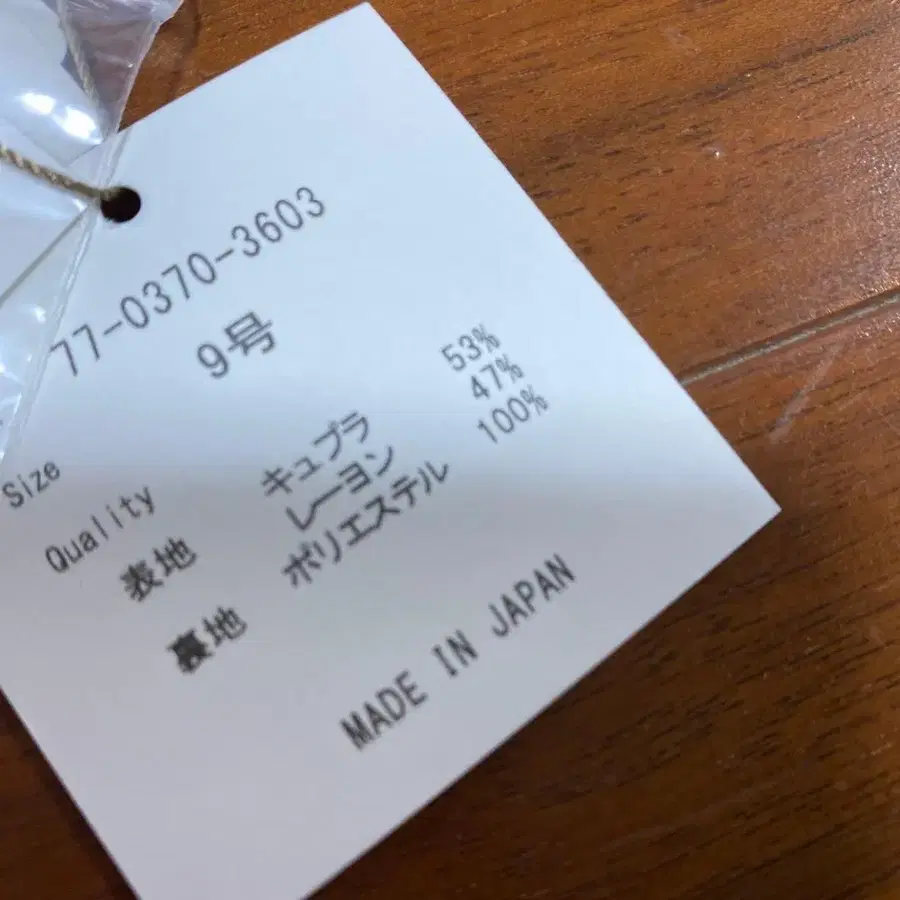 77-0370-3603
Size 9号
Quality
表地 キュプラ 53%
レーヨン 47%
裏地 ポリエステル 100%
MADE IN JAPAN